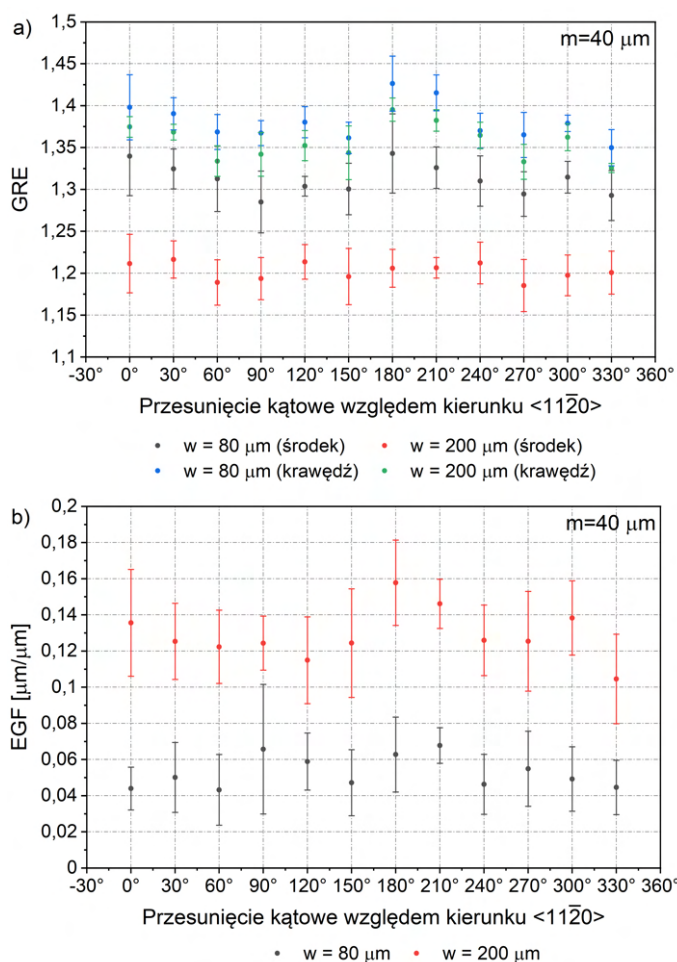 a)
m=40 μm
1,5
1,45
1,4
1,35
1,3
1,25
1,2
1,15
1,1
GRE
-30° 0° 30° 60° 90° 120° 150° 180° 210° 240° 270° 300° 330° 360°
Przesunięcie kątowe względem kierunku <112̄0>
w = 80 μm (środek) w = 200 μm (środek)
w = 80 μm (krawędź) w = 200 μm (krawędź)
b)
m=40 μm
0,2
0,18
0,16
0,14
0,12
0,1
0,08
0,06
0,04
0,02
0
EGF [μm/μm]
-30° 0° 30° 60° 90° 120° 150° 180° 210° 240° 270° 300° 330° 360°
Przesunięcie kątowe względem kierunku <112̄0>
w = 80 μm w = 200 μm